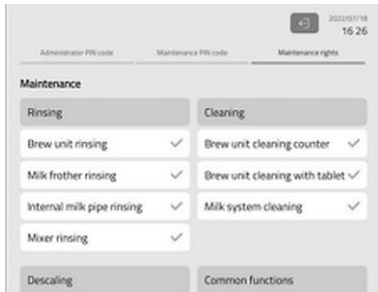 2022/07/18
16 26
Administrator PIN code
Maintenance PIN code
Maintenance rights
Maintenance
Rinsing
Cleaning
Brew unit rinsing
Brew unit cleaning counter
Milk frother rinsing
Brew unit cleaning with tablet
Internal milk pipe rinsing
Milk system cleaning
Mixer rinsing
Descaling
Common functions